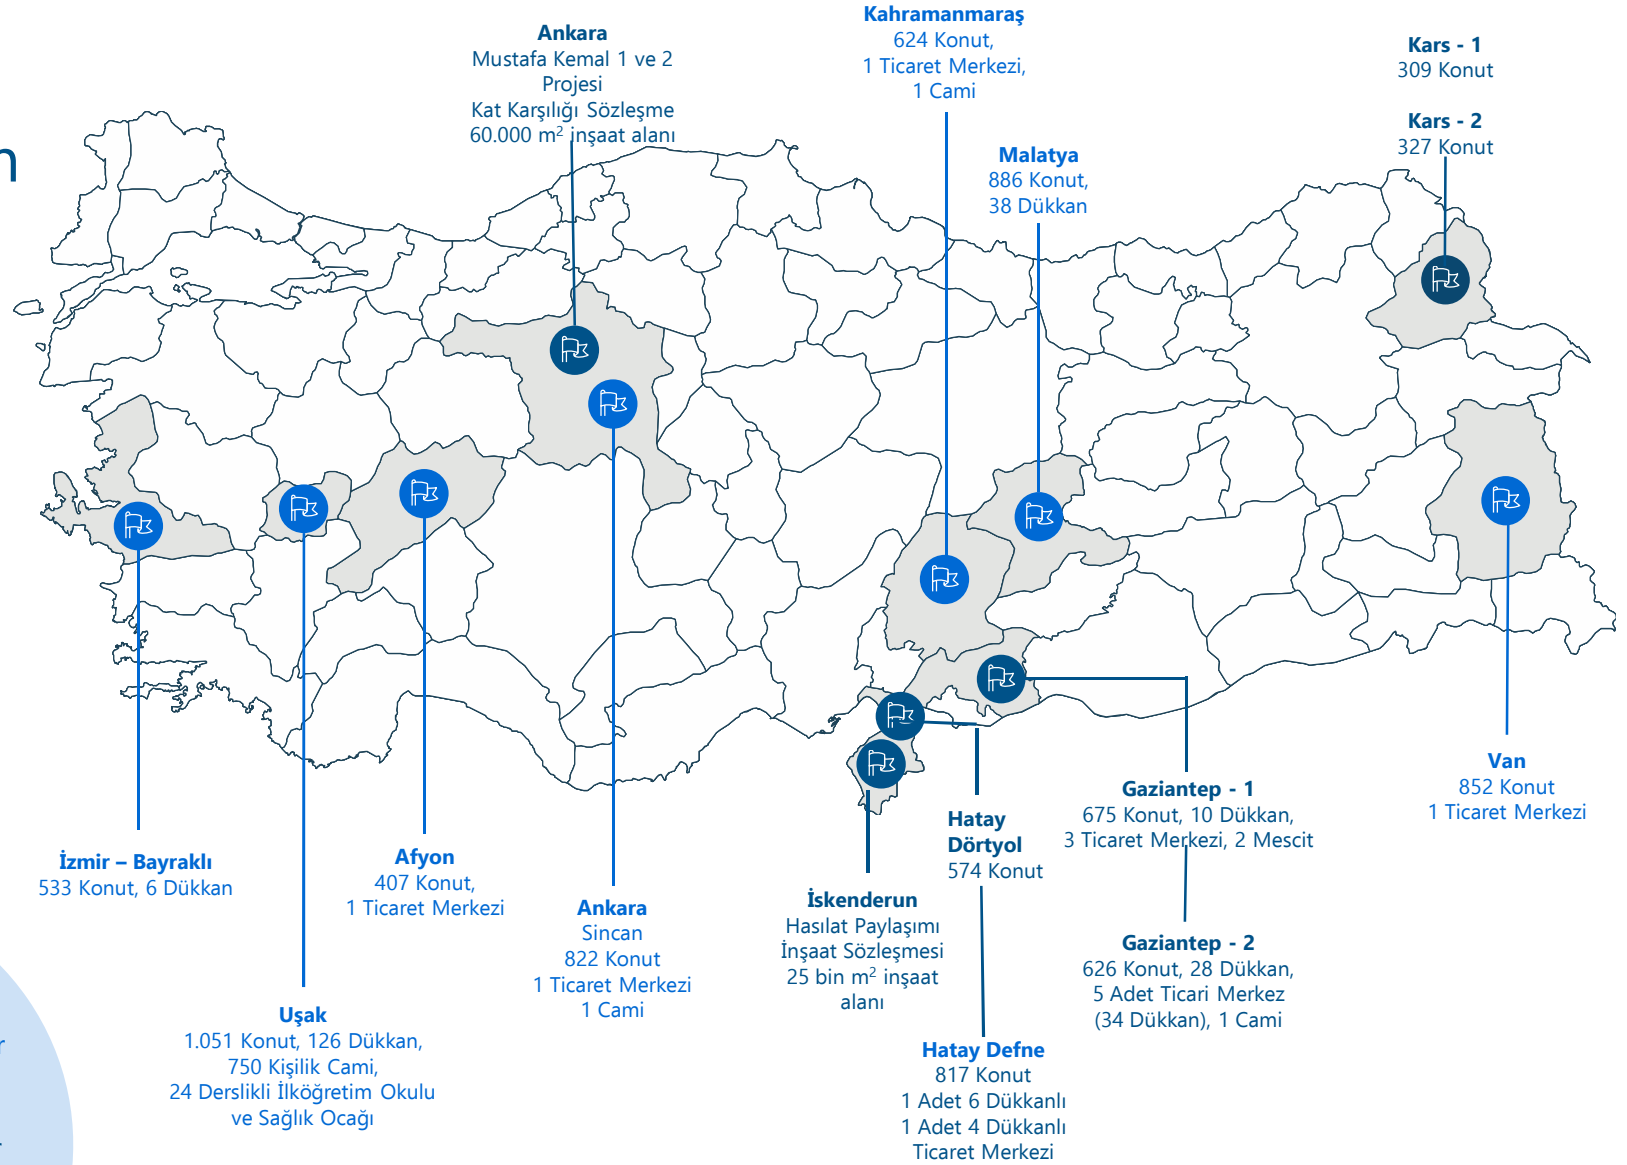 n
Ankara
Mustafa Kemal 1 ve 2
Projesi
Kat Karşılığı Sözleşme
60.000 m² inşaat alanı
Kahramanmaraş
624 Konut,
1 Ticaret Merkezi,
1 Cami
Malatya
886 Konut,
38 Dükkan
Kars - 1
309 Konut
Kars - 2
327 Konut
İzmir – Bayraklı
533 Konut, 6 Dükkan
Uşak
1.051 Konut, 126 Dükkan,
750 Kişilik Cami,
24 Derslikli İlköğretim Okulu
ve Sağlık Ocağı
Afyon
407 Konut,
1 Ticaret Merkezi
Ankara
Sincan
822 Konut
1 Ticaret Merkezi
1 Cami
İskenderun
Hasılat Paylaşımı
İnşaat Sözleşmesi
25 bin m² inşaat
alanı
Hatay
Dörtyol
574 Konut
Hatay Defne
817 Konut
1 Adet 6 Dükkanlı
1 Adet 4 Dükkanlı
Ticaret Merkezi
Gaziantep - 1
675 Konut, 10 Dükkan,
3 Ticaret Merkezi, 2 Mescit
Gaziantep - 2
626 Konut, 28 Dükkan,
5 Adet Ticari Merkez
(34 Dükkan), 1 Cami
Van
852 Konut
1 Ticaret Merkezi
r